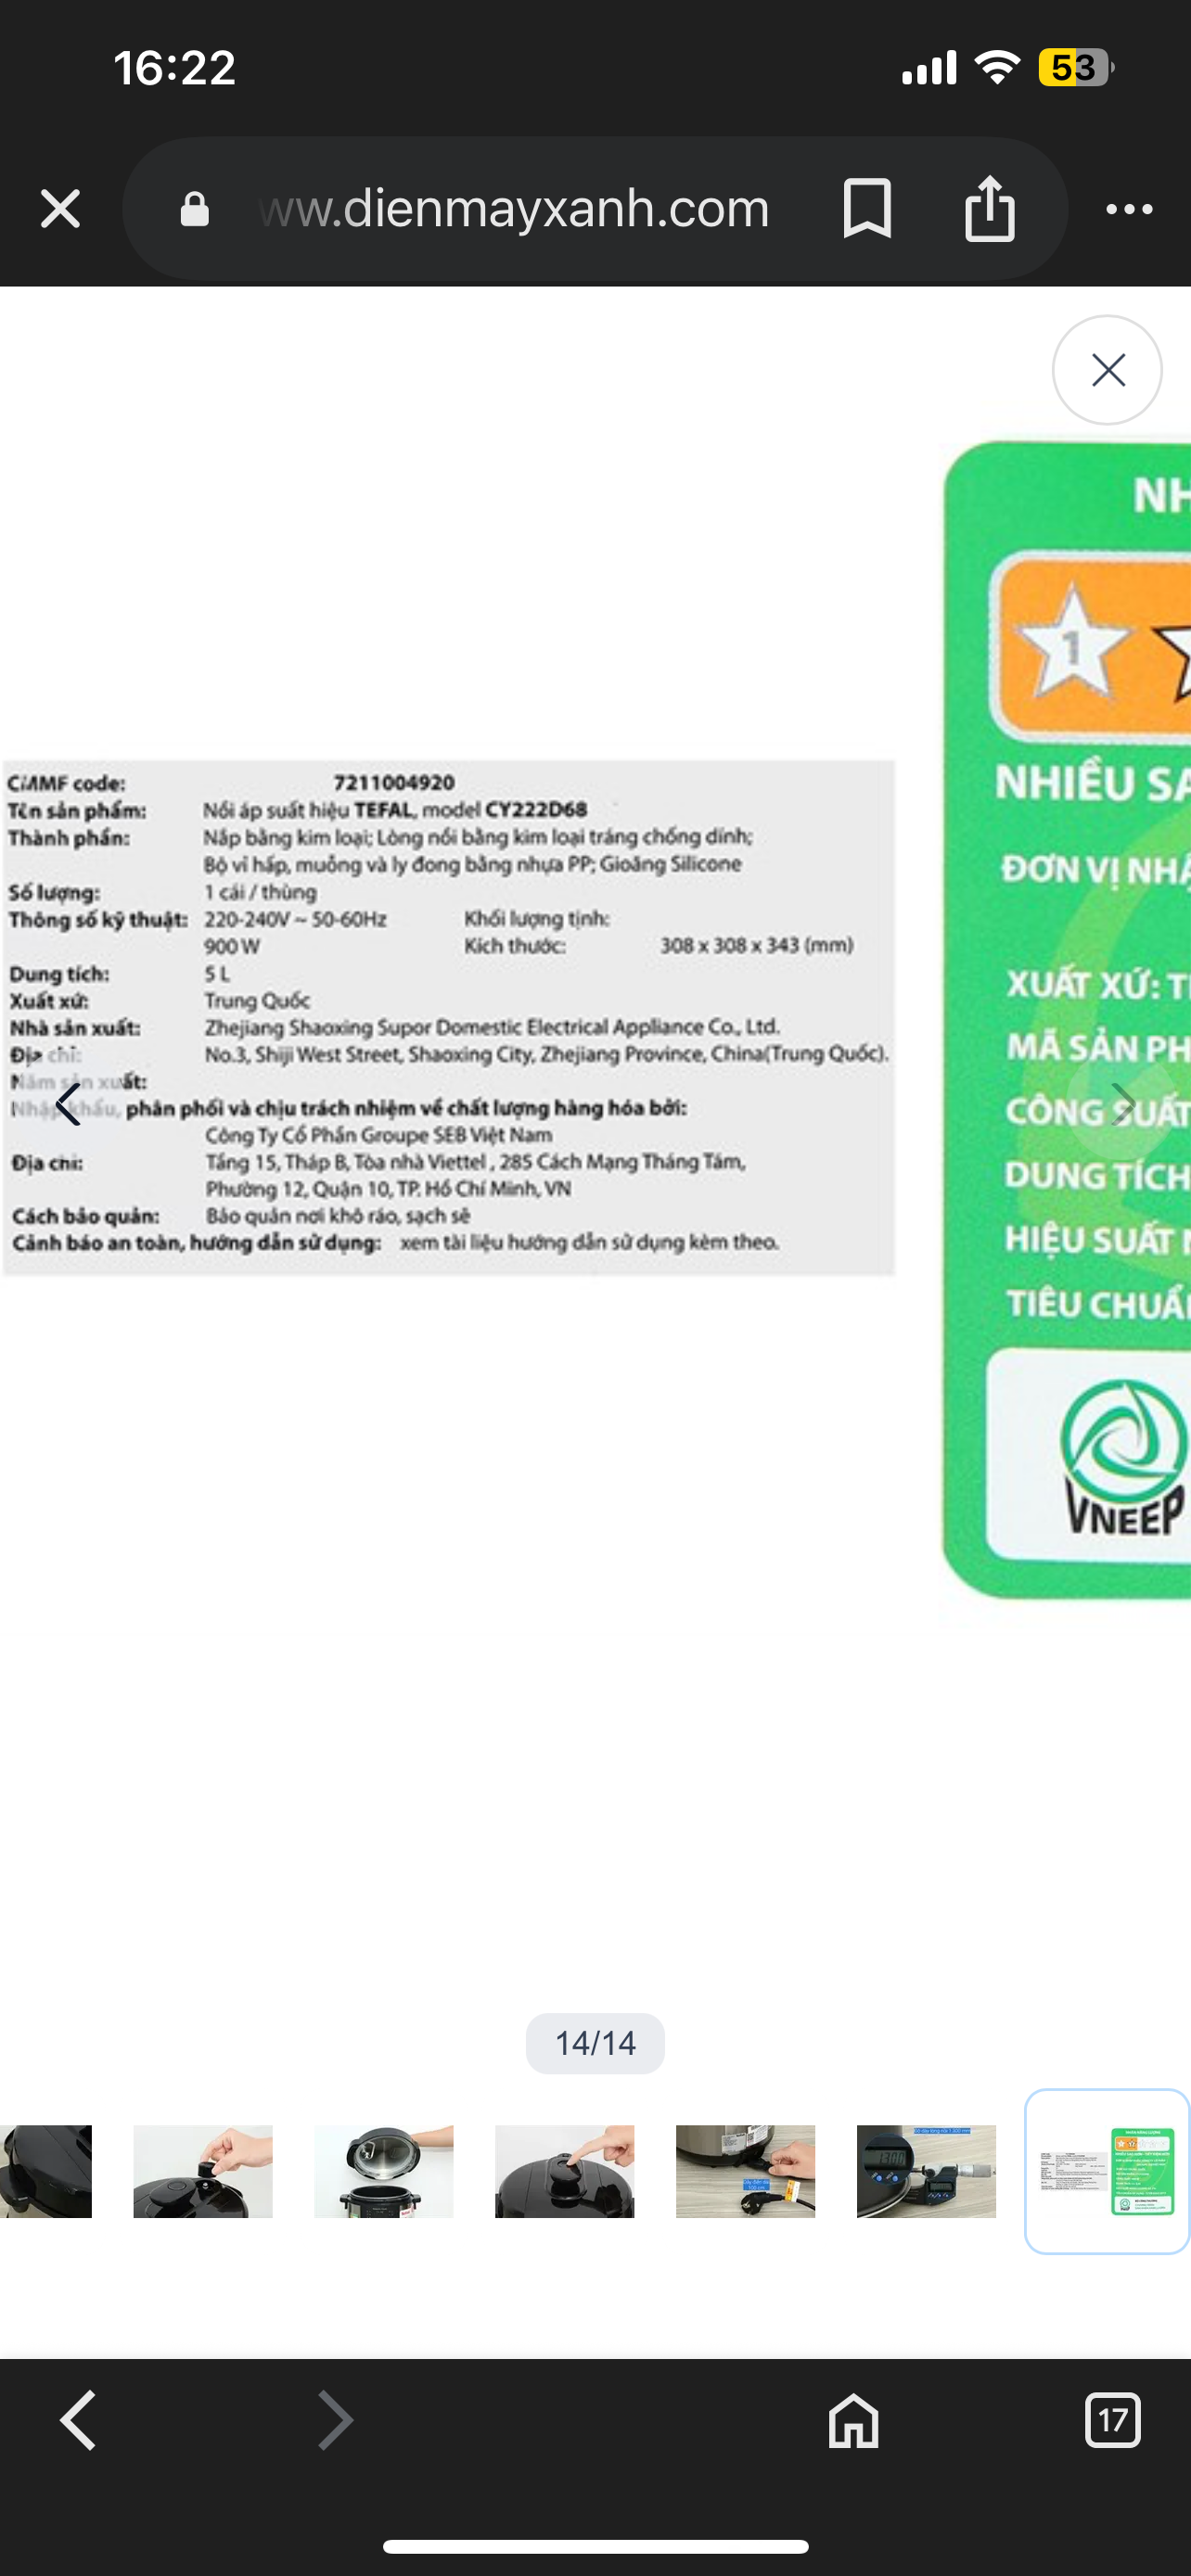 16:22
53
ww.dienmayxanh.com
CMMF code: 7211004920
Tên sản phẩm: Nồi áp suất hiệu TEFAL, model CY222D68
Thành phần: Nắp bằng kim loại; Lòng nồi bằng kim loại tráng chống dính;
Bộ vỉ hấp, muỗng và ly đong bằng nhựa PP; Gioăng Silicone
Số lượng: 1 cái / thùng
Thông số kỹ thuật: 220-240V ~ 50-60Hz Khối lượng tịnh:
900 W Kích thước: 308 x 308 x 343 (mm)
Dung tích: 5 L
Xuất xứ: Trung Quốc
Nhà sản xuất: Zhejiang Shaoxing Supor Domestic Electrical Appliance Co., Ltd.
Địa chỉ: No.3, Shiji West Street, Shaoxing City, Zhejiang Province, China(Trung Quốc).
Năm sản xuất:
Nhập khẩu, phân phối và chịu trách nhiệm về chất lượng hàng hóa bởi:
Công Ty Cổ Phần Groupe SEB Việt Nam
Địa chỉ: Tầng 15, Tháp B, Tòa nhà Viettel , 285 Cách Mạng Tháng Tám,
Phường 12, Quận 10, TP. Hồ Chí Minh, VN
Cách bảo quản: Bảo quản nơi khô ráo, sạch sẽ
Cảnh báo an toàn, hướng dẫn sử dụng: xem tài liệu hướng dẫn sử dụng kèm theo.
NH
1
NHIỀU SA
ĐƠN VỊ NHẬ
XUẤT XỨ: T
MÃ SẢN PH
CÔNG SUẤT
DUNG TÍCH
HIỆU SUẤT
TIÊU CHUẨ
VNEEP
14/14
17